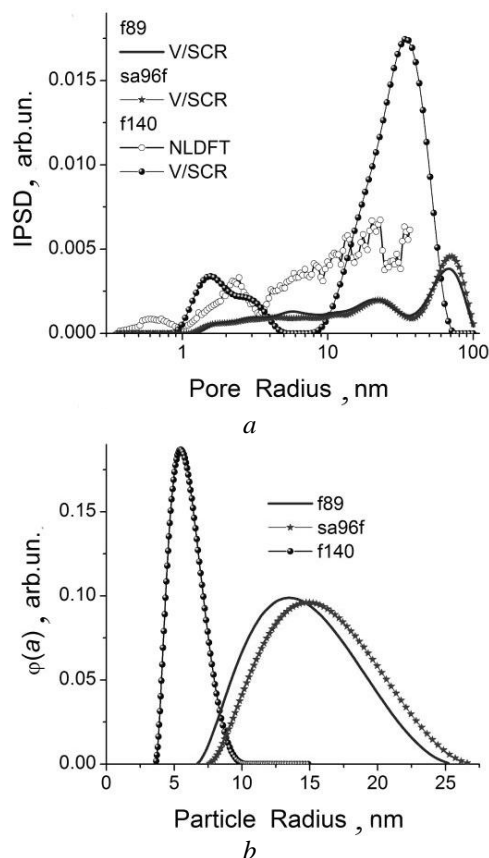 f89
V/SCR
sa96f
V/SCR
f140
NLDFT
V/SCR
IPSD, arb.un.
0.015
0.010
0.005
0.000
1 10 100
Pore Radius, nm
a
f89
sa96f
f140
φ(a), arb.un.
0.15
0.10
0.05
0.00
0 5 10 15 20 25
Particle Radius, nm
b